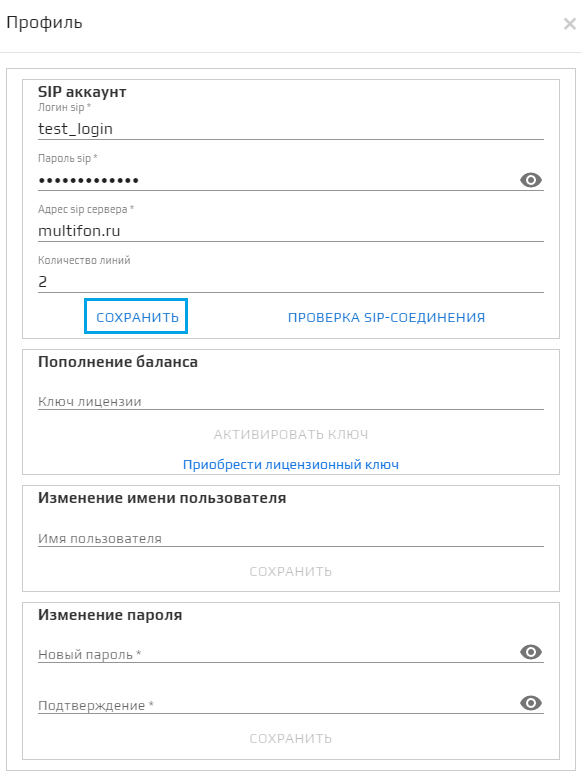 Профиль
SIP аккаунт
Логин sip *
test_login
Пароль sip *
•••••••••••••
Адрес sip сервера *
multifon.ru
Количество линий
2
СОХРАНИТЬ ПРОВЕРКА SIP-СОЕДИНЕНИЯ
Пополнение баланса
Ключ лицензии
АКТИВИРОВАТЬ КЛЮЧ
Приобрести лицензионный ключ
Изменение имени пользователя
Имя пользователя
СОХРАНИТЬ
Изменение пароля
Новый пароль *
Подтверждение *
СОХРАНИТЬ